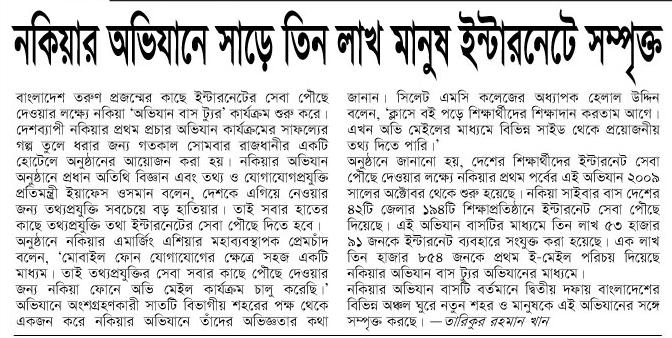 নকিয়ার অভিযানে সাড়ে তিন লাখ মানুষ ইন্টারনেটে সম্পৃক্ত
বাংলাদেশ তরুণ প্রজন্মের কাছে ইন্টারনেটের সেবা পৌছে
দেওয়ার লক্ষ্যে নকিয়া 'অভিযান বাস ট্যুর' কার্যক্রম শুরু করে।
দেশব্যাপী নকিয়ার প্রথম প্রচার অভিযান কার্যক্রমের সাফল্যের
গল্প তুলে ধরার জন্য গতকাল সোমবার রাজধানীর একটি
হোটেলে অনুষ্ঠানের আয়োজন করা হয়। নকিয়ার অভিযান
অনুষ্ঠানে প্রধান অতিথি বিজ্ঞান এবং তথ্য ও যোগাযোগপ্রযুক্তি
প্রতিমন্ত্রী ইয়াফেস ওসমান বলেন, দেশকে এগিয়ে নেওয়ার
জন্য তথ্যপ্রযুক্তি সবচেয়ে বড় হাতিয়ার। তাই সবার হাতের
কাছে তথ্যপ্রযুক্তি তথা ইন্টারনেটের সেবা পৌছে দিতে হবে।
অনুষ্ঠানে নকিয়ার এমার্জিং এশিয়ার মহাব্যবস্থাপক প্রেমচাঁদ
বলেন, 'মোবাইল ফোন যোগাযোগের ক্ষেত্রে সহজ একটি
মাধ্যম। তাই তথ্যপ্রযুক্তির সেবা সবার কাছে পৌছে দেওয়ার
জন্য নকিয়া ফোনে অভি মেইল কার্যক্রম চালু করেছি।'
অভিযানে অংশগ্রহণকারী সাতটি বিভাগীয় শহরের পক্ষ থেকে
একজন করে নকিয়ার অভিযানে তাঁদের অভিজ্ঞতার কথা
জানান। সিলেট এমসি কলেজের অধ্যাপক হেলাল উদ্দিন
বলেন, 'ক্লাসে বই পড়ে শিক্ষার্থীদের শিক্ষাদান করতাম আগে।
এখন অভি মেইলের মাধ্যমে বিভিন্ন সাইড থেকে প্রয়োজনীয়
তথ্য দিতে পারি।'
অনুষ্ঠানে জানানো হয়, দেশের শিক্ষার্থীদের ইন্টারনেট সেবা
পৌছে দেওয়ার লক্ষ্যে নকিয়ার প্রথম পর্বের এই অভিযান ২০০৯
সালের অক্টোবর থেকে শুরু হয়েছে। নকিয়া সাইবার বাস দেশের
৪২টি জেলার ১৯৪টি শিক্ষাপ্রতিষ্ঠানে ইন্টারনেট সেবা পৌছে
দিয়েছে। এই অভিযান বাসটির মাধ্যমে তিন লাখ ৫৩ হাজার
৯১ জনকে ইন্টারনেট ব্যবহারে সংযুক্ত করা হয়েছে। এক লাখ
তিন হাজার ৮৫৪ জনকে প্রথম ই-মেইল পরিচয় দিয়েছে
নকিয়ার অভিযান বাস ট্যুর অভিযানের মাধ্যমে।
নকিয়ার অভিযান বাসটি বর্তমানে দ্বিতীয় দফায় বাংলাদেশের
বিভিন্ন অঞ্চল ঘুরে নতুন শহর ও মানুষকে এই অভিযানের সঙ্গে
সম্পৃক্ত করছে। —তারিকুর রহমান খান